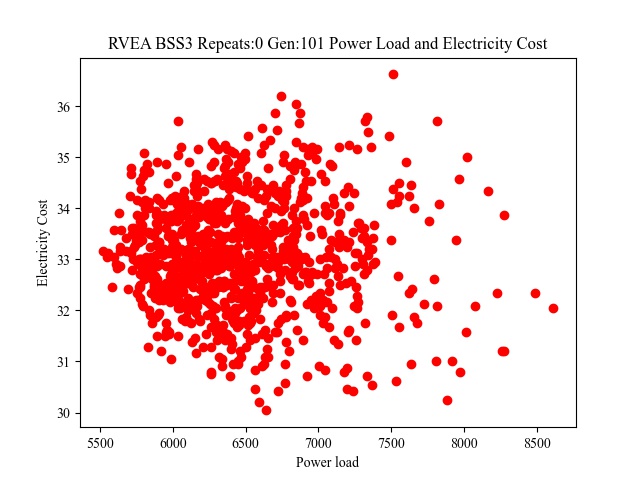 RVEA BSS3 Repeats:0 Gen:101 Power Load and Electricity Cost
36
35
34
33
32
31
30
Electricity Cost
5500 6000 6500 7000 7500 8000 8500
Power load